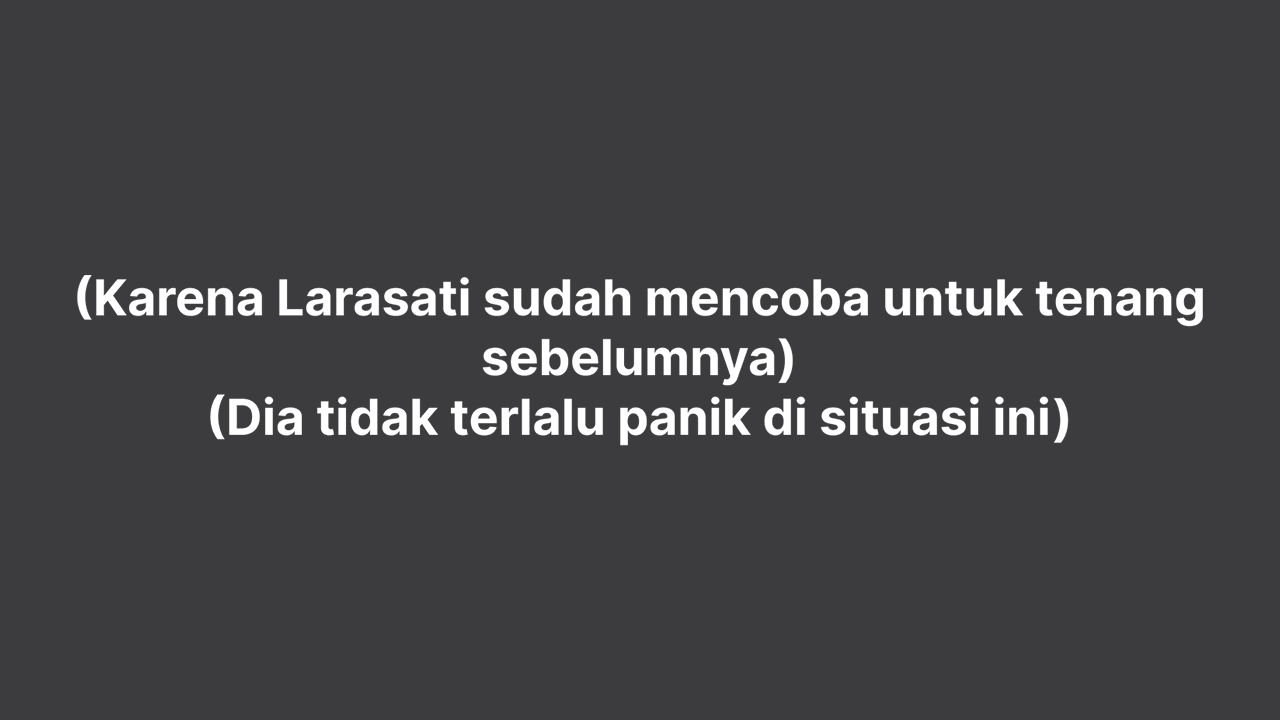 (Karena Larasati sudah mencoba untuk tenang
sebelumnya)
(Dia tidak terlalu panik di situasi ini)